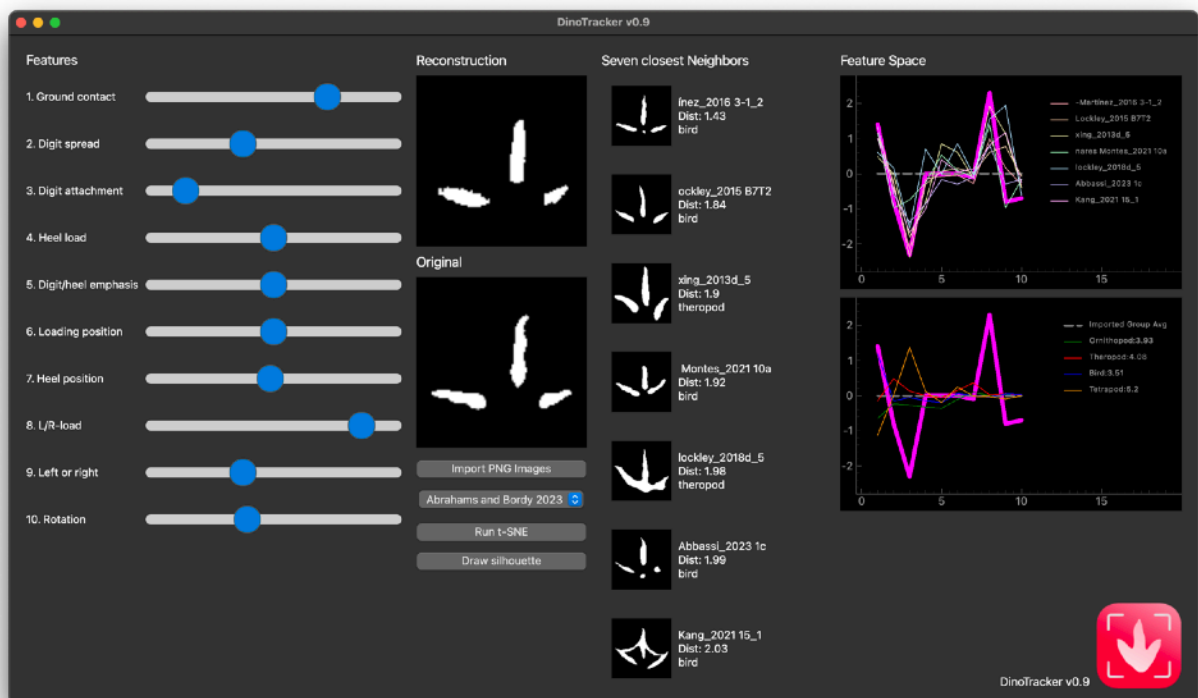 DinoTracker v0.9
Features
1. Ground contact
2. Digit spread
3. Digit attachment
4. Heel load
5. Digit/heel emphasis
6. Loading position
7. Heel position
8. L/R-load
9. Left or right
10. Rotation
Reconstruction
Original
Import PNG Images
Abrahams and Bordy 2023
Run t-SNE
Draw silhouette
Seven closest Neighbors
ínez_2016 3-1_2
Dist: 1.43
bird
ockley_2015 B7T2
Dist: 1.84
bird
xing_2013d_5
Dist: 1.9
theropod
Montes_2021 10a
Dist: 1.92
bird
lockley_2018d_5
Dist: 1.98
theropod
Abbassi_2023 1c
Dist: 1.99
bird
Kang_2021 15_1
Dist: 2.03
bird
Feature Space
2
1
0
-1
-2
0
5
10
15
-Martínez_2016 3-1_2
Lockley_2015 B7T2
xing_2013d_5
nares Montes_2021 10a
lockley_2018d_5
Abbassi_2023 1c
Kang_2021 15_1
2
1
0
-1
-2
0
5
10
15
Imported Group Avg
Ornithopod:3.93
Theropod:4.06
Bird:3.51
Tetrapod:5.2
DinoTracker v0.9